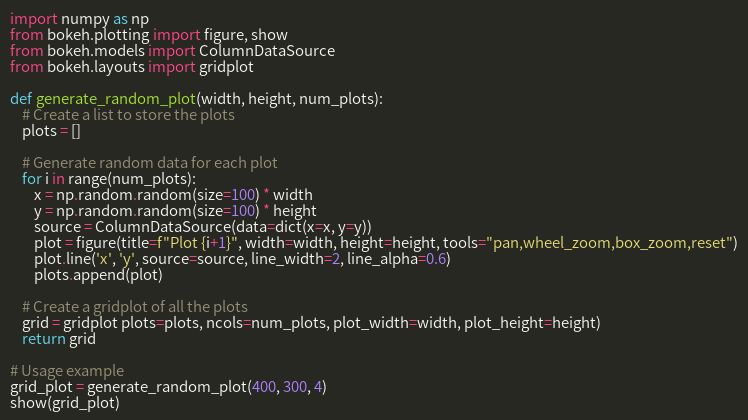 import numpy as np
from bokeh.plotting import figure, show
from bokeh.models import ColumnDataSource
from bokeh.layouts import gridplot
def generate_random_plot(width, height, num_plots):
# Create a list to store the plots
plots = []
# Generate random data for each plot
for i in range(num_plots):
x = np.random.random(size=100) * width
y = np.random.random(size=100) * height
source = ColumnDataSource(data=dict(x=x, y=y))
plot = figure(title=f"Plot {i+1}", width=width, height=height, tools="pan,wheel_zoom,box_zoom,reset")
plot.line('x', 'y', source=source, line_width=2, line_alpha=0.6)
plots.append(plot)
# Create a gridplot of all the plots
grid = gridplot plots=plots, ncols=num_plots, plot_width=width, plot_height=height)
return grid
# Usage example
grid_plot = generate_random_plot(400, 300, 4)
show(grid_plot)